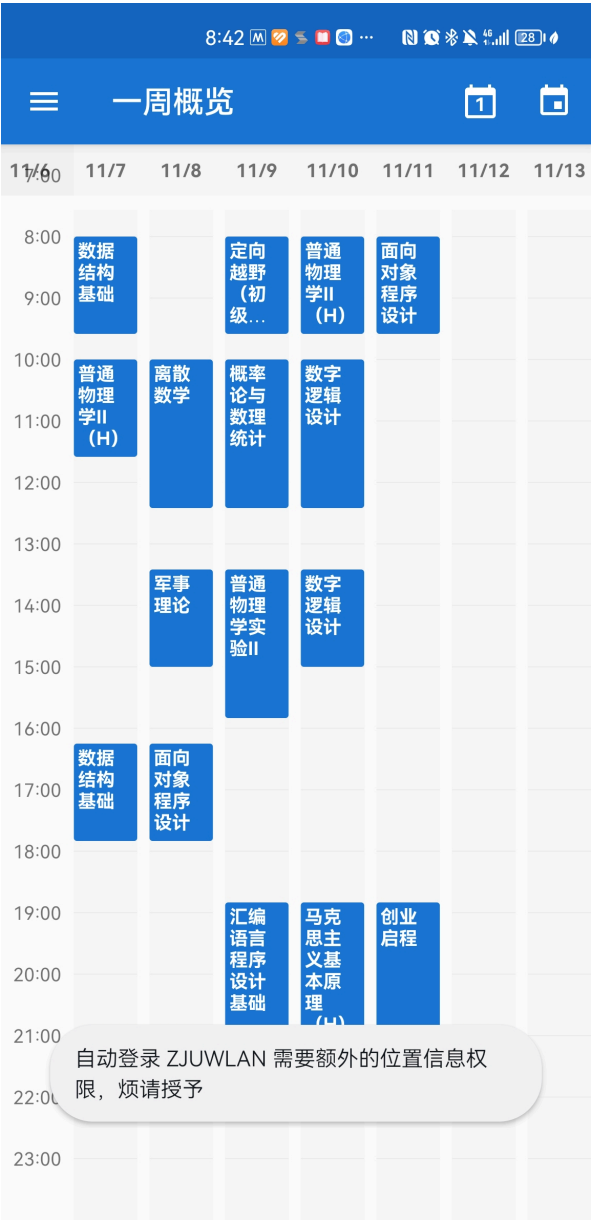 8:42
4G
28
一周概览
1
11/6 11/7 11/8 11/9 11/10 11/11 11/12 11/13
7:00
8:00
9:00
10:00
11:00
12:00
13:00
14:00
15:00
16:00
17:00
18:00
19:00
20:00
21:00
22:00
23:00
数据
结构
基础
普通
物理
学II
（H）
数据
结构
基础
离散
数学
军事
理论
面向
对象
程序
设计
定向
越野
（初
级...
概率
论与
数理
统计
普通
物理
学实
验II
汇编
语言
程序
设计
基础
普通
物理
学II
（H）
数字
逻辑
设计
数字
逻辑
设计
马克
思主
义基
本原
理
（H）
面向
对象
程序
设计
创业
启程
自动登录 ZJUWLAN 需要额外的位置信息权
限，烦请授予